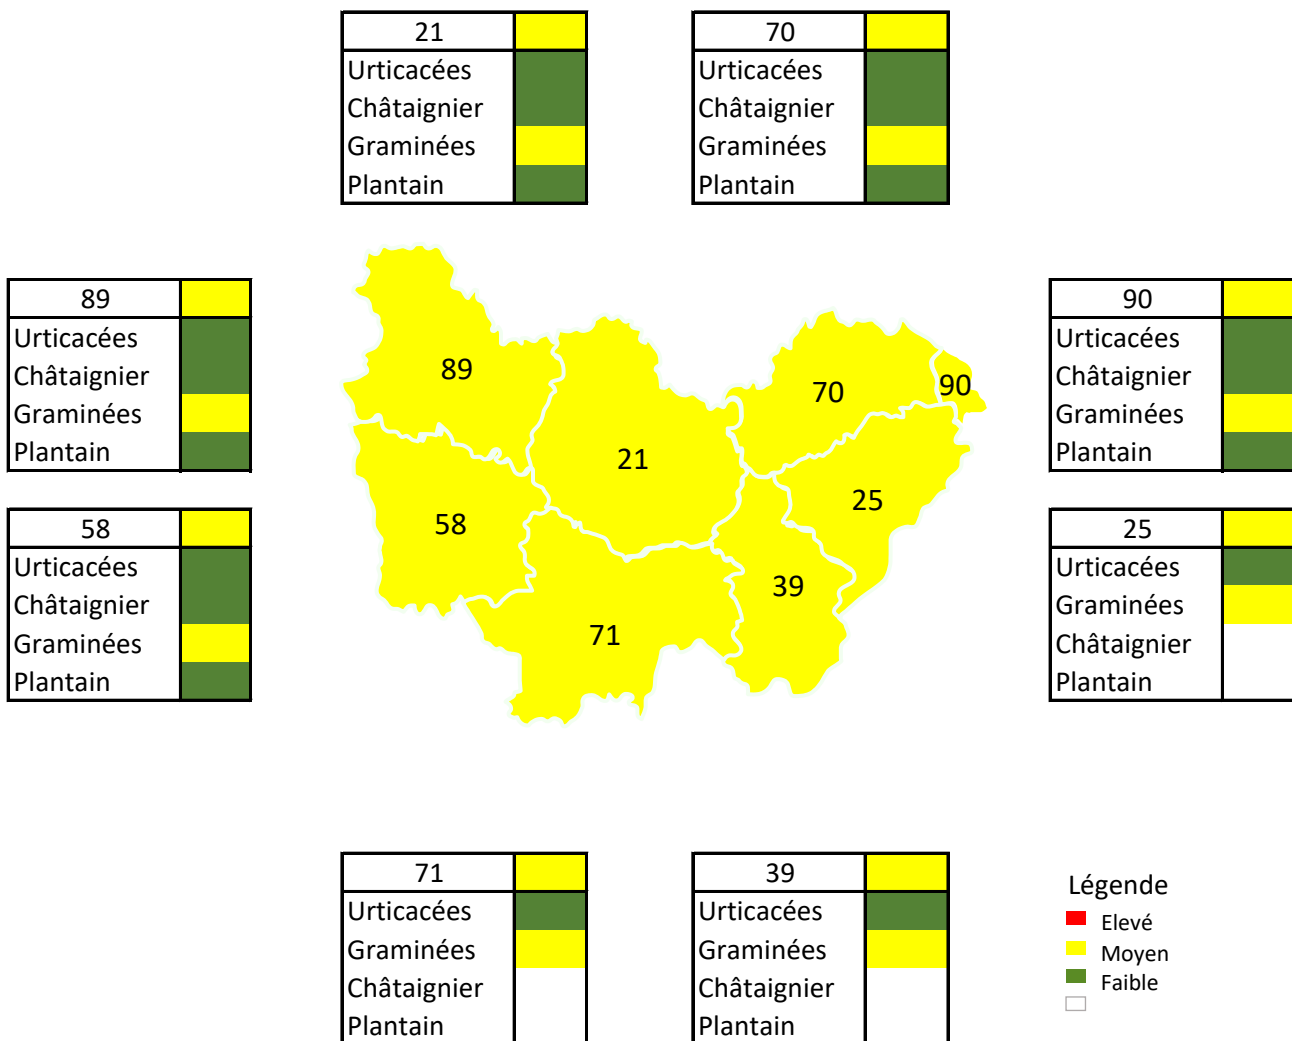 21
Urticacées
Châtaignier
Graminées
Plantain
70
Urticacées
Châtaignier
Graminées
Plantain
89
Urticacées
Châtaignier
Graminées
Plantain
58
Urticacées
Châtaignier
Graminées
Plantain
89
70
90
21
25
58
39
71
90
Urticacées
Châtaignier
Graminées
Plantain
25
Urticacées
Graminées
Châtaignier
Plantain
71
Urticacées
Graminées
Châtaignier
Plantain
39
Urticacées
Graminées
Châtaignier
Plantain
Légende
Elevé
Moyen
Faible